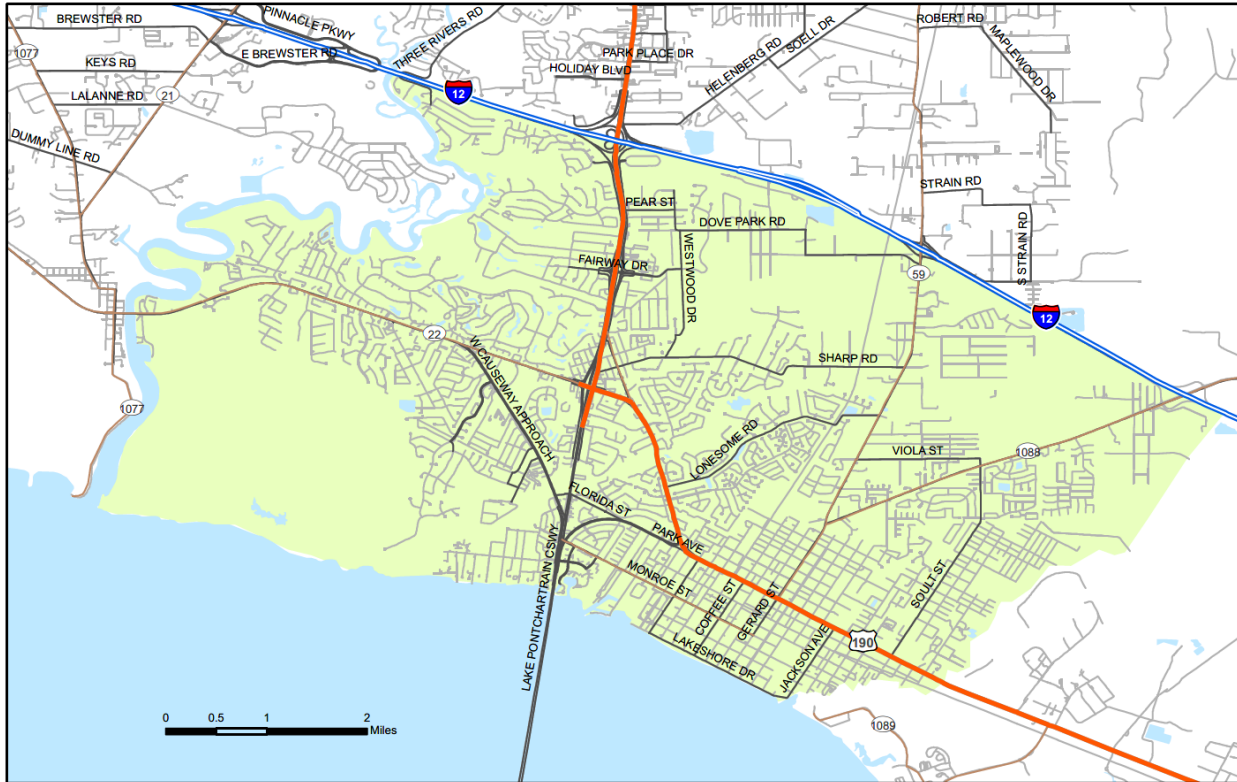 BREWSTER RD
PINNACLE PKWY
1077
E BREWSTER RD
THREE RIVERS RD
PARK PLACE DR
HOLIDAY BLVD
HELENBERG RD
SOELL DR
ROBERT RD
MAPLEWOOD DR
KEYS RD
LALANNE RD
21
12
DUMMY LINE RD
STRAIN RD
PEAR ST
DOVE PARK RD
S STRAIN RD
WESTWOOD DR
FAIRWAY DR
59
12
22
W CAUSEWAY APPROACH
SHARP RD
1077
LONESOME RD
VIOLA ST
1088
FLORIDA ST
PARK AVE
MONROE ST
COFFEE ST
GERARD ST
SOULT ST
LAKE PONTCHARTRAIN CSWY
LAKESHORE DR
JACKSON AVE
190
1089
0 0.5 1 2
Miles